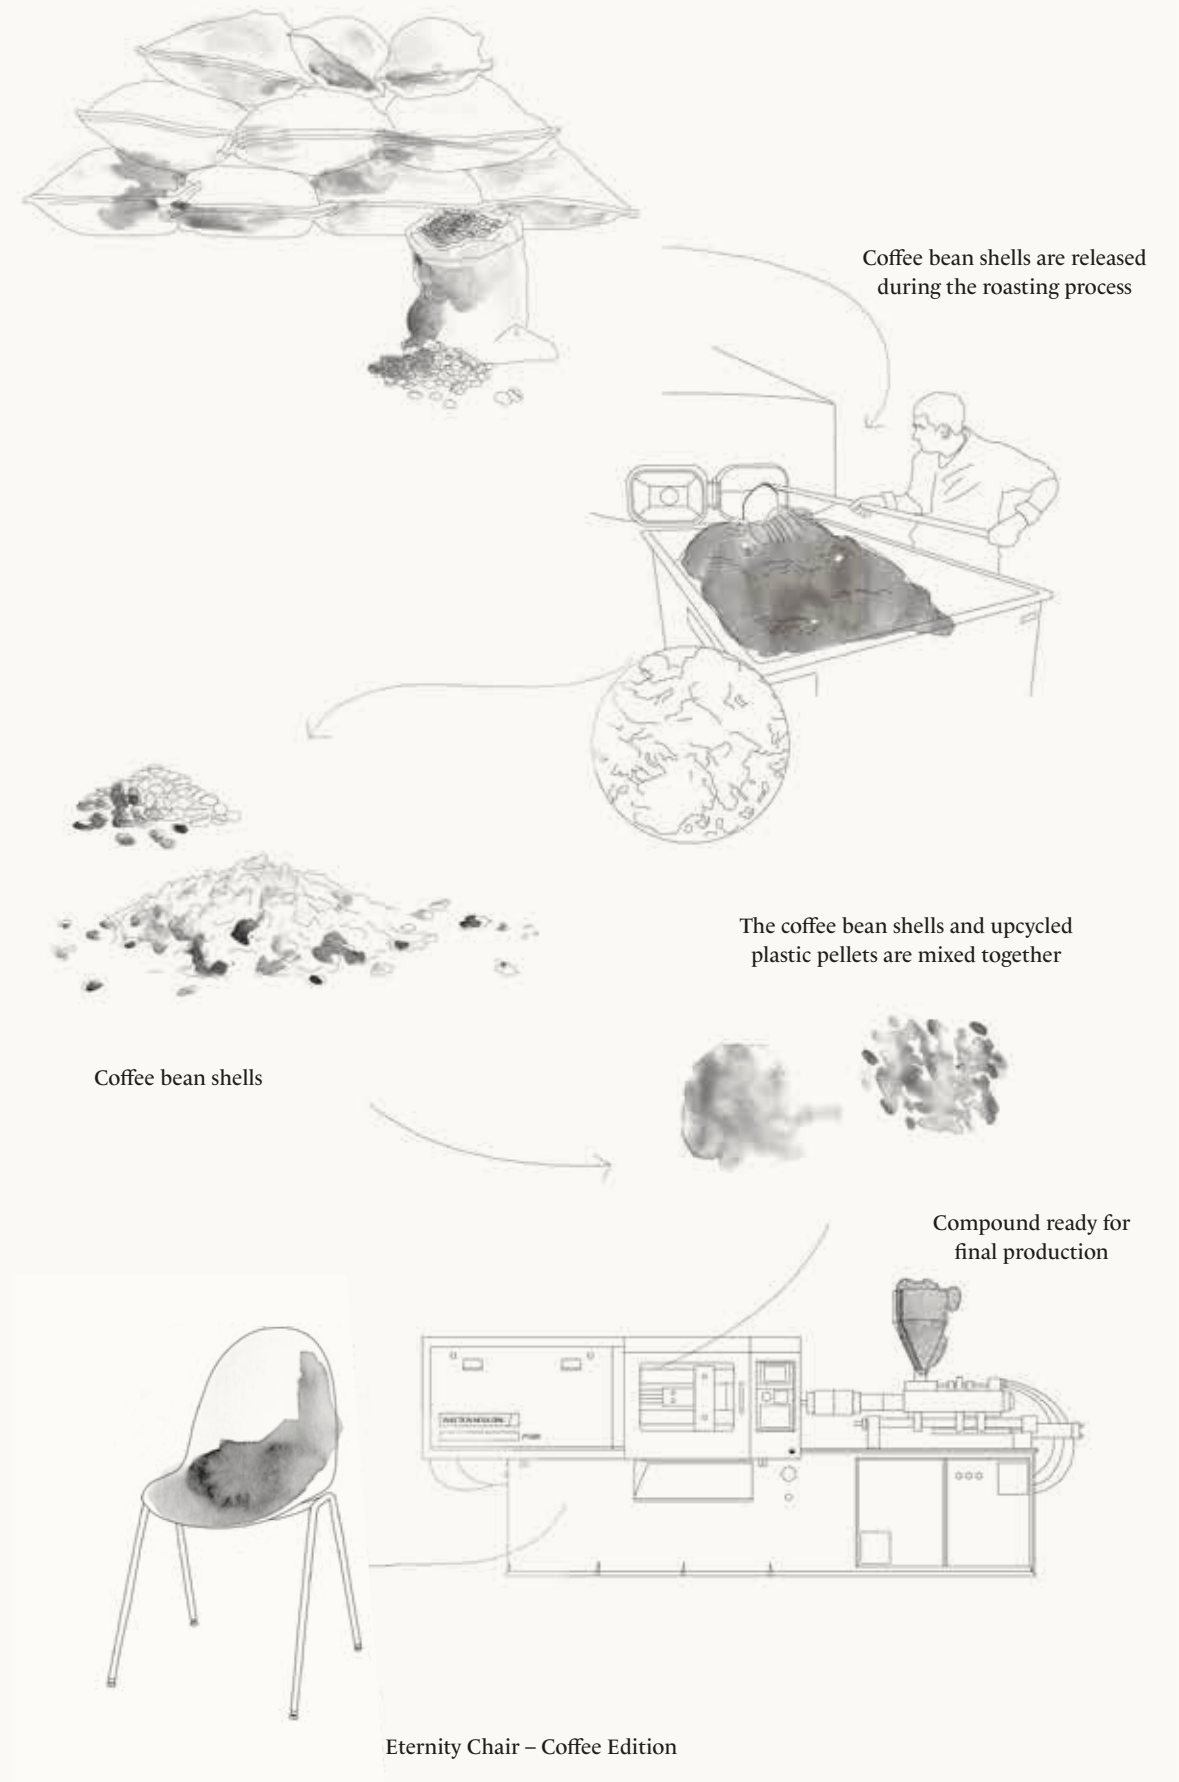 Coffee bean shells are released
during the roasting process
The coffee bean shells and upcycled
plastic pellets are mixed together
Coffee bean shells
Compound ready for
final production
Eternity Chair – Coffee Edition